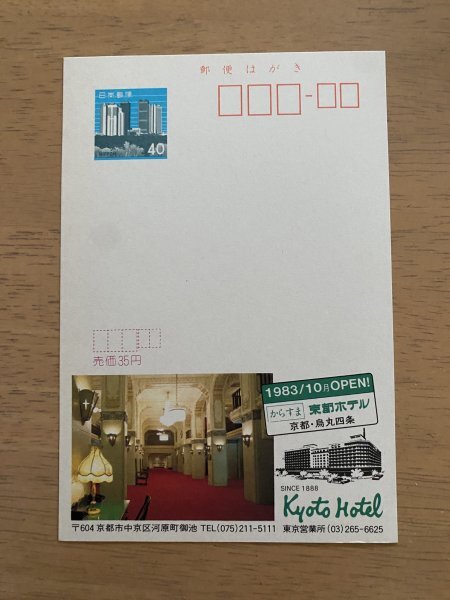 郵便はがき
日本郵便
NIPPON
40
売価35円
1983/10月OPEN!
からすま 京都ホテル
京都・烏丸四条
SINCE 1888
Kyoto Hotel
〒604 京都市中京区河原町御池 TEL(075)211-5111 東京営業所(03)265-6625